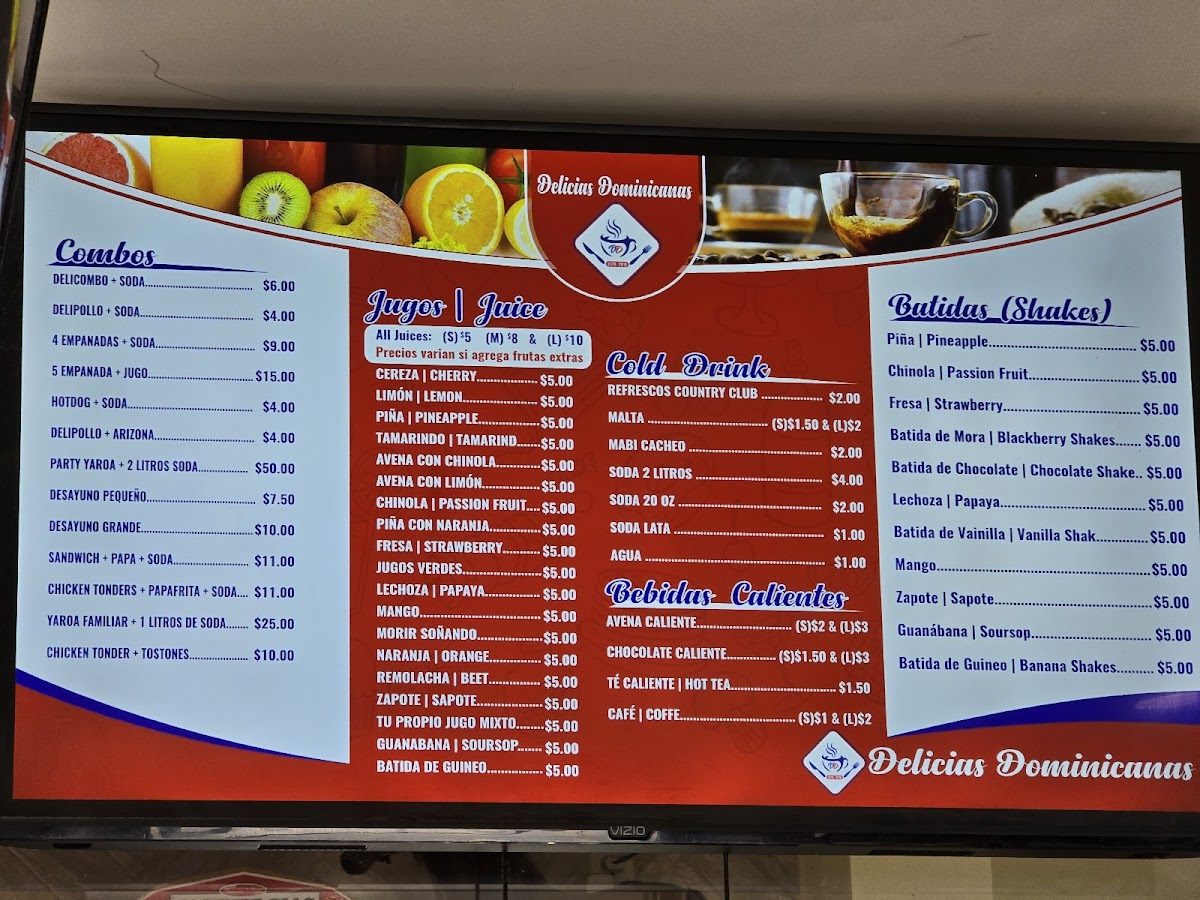 Delicias Dominicanas
DD
Combos
DELICOMBO + SODA........ $6.00
DELIPOLLO + SODA........ $4.00
4 EMPANADAS + SODA........ $9.00
5 EMPANADA + JUGO........ $15.00
HOTDOG + SODA........ $4.00
DELIPOLLO + ARIZONA........ $4.00
PARTY YAROA + 2 LITROS SODA........ $50.00
DESAYUNO PEQUEÑO........ $7.50
DESAYUNO GRANDE........ $10.00
SANDWICH + PAPA + SODA........ $11.00
CHICKEN TONDERS + PAPAFRITA + SODA.... $11.00
YAROA FAMILIAR + 1 LITROS DE SODA....... $25.00
CHICKEN TONDER + TOSTONES........ $10.00
Jugos | Juice
All Juices: (S) $5 (M) $8 & (L) $10
Precios varian si agrega frutas extras
CEREZA | CHERRY........ $5.00
LIMÓN | LEMON........ $5.00
PIÑA | PINEAPPLE........ $5.00
TAMARINDO | TAMARIND....... $5.00
AVENA CON CHINOLA........ $5.00
AVENA CON LIMÓN........ $5.00
CHINOLA | PASSION FRUIT.... $5.00
PIÑA CON NARANJA........ $5.00
FRESA | STRAWBERRY........ $5.00
JUGOS VERDES........ $5.00
LECHOZA | PAPAYA........ $5.00
MANGO........ $5.00
MORIR SOÑANDO........ $5.00
NARANJA | ORANGE........ $5.00
REMOLACHA | BEET........ $5.00
ZAPOTE | SAPOTE........ $5.00
TU PROPIO JUGO MIXTO....... $5.00
GUANABANA | SOURSOP....... $5.00
BATIDA DE GUINEO........ $5.00
Cold Drink
REFRESCOS COUNTRY CLUB ........ $2.00
MALTA ........ (S)$1.50 & (L)$2
MABI CACHEO ........ $2.00
SODA 2 LITROS ........ $4.00
SODA 20 OZ ........ $2.00
SODA LATA ........ $1.00
AGUA ........ $1.00
Bebidas Calientes
AVENA CALIENTE........ (S)$2 & (L)$3
CHOCOLATE CALIENTE........ (S)$1.50 & (L)$3
TÉ CALIENTE | HOT TEA........ $1.50
CAFÉ | COFFE........ (S)$1 & (L)$2
Batidas (Shakes)
Piña | Pineapple........ $5.00
Chinola | Passion Fruit........ $5.00
Fresa | Strawberry........ $5.00
Batida de Mora | Blackberry Shakes....... $5.00
Batida de Chocolate | Chocolate Shake.. $5.00
Lechoza | Papaya........ $5.00
Batida de Vainilla | Vanilla Shak........ $5.00
Mango........ $5.00
Zapote | Sapote........ $5.00
Guanábana | Soursop........ $5.00
Batida de Guineo | Banana Shakes......... $5.00
DD
Delicias Dominicanas
VIZIO